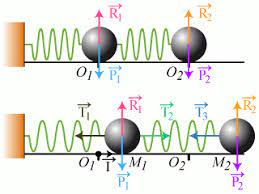 R₁ R₂
O₁ P₁ O₂ P₂
T₁ R₁ T₂ T₃ R₂
O₁ i M₁ O₂ M₂
P₁ P₂